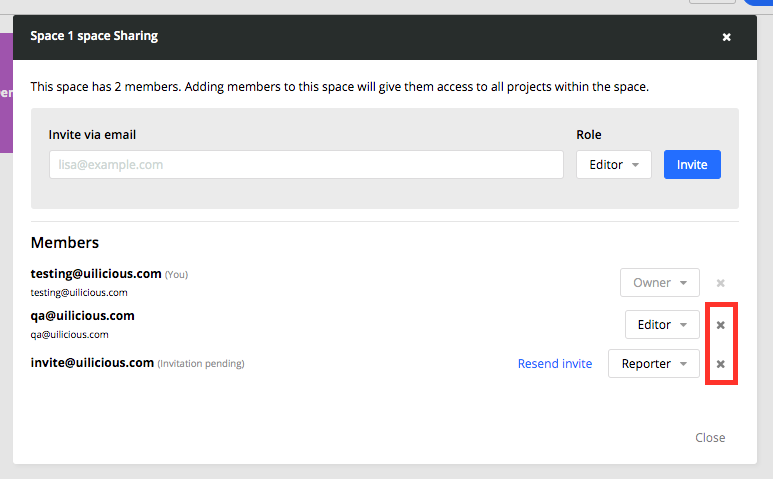 Space 1 space Sharing
This space has 2 members. Adding members to this space will give them access to all projects within the space.
Invite via email
Role
lisa@example.com
Editor
Invite
Members
testing@uilicious.com (You)
Owner
testing@uilicious.com
qa@uilicious.com
Editor
qa@uilicious.com
invite@uilicious.com (Invitation pending)
Resend invite
Reporter
Close